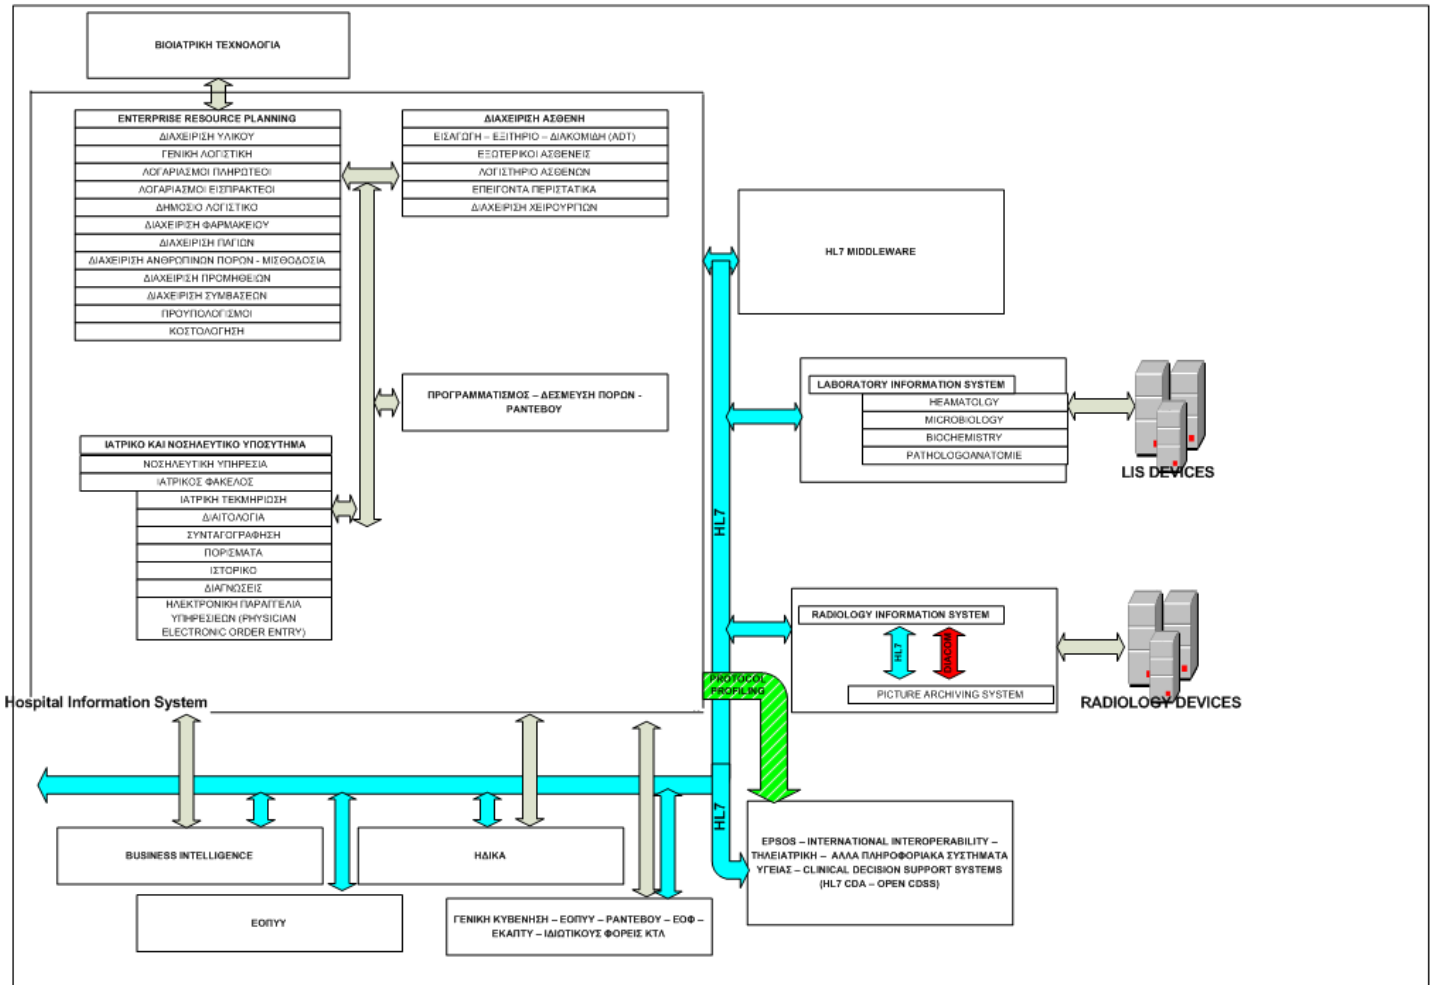 ΒΙΟΙΑΤΡΙΚΗ ΤΕΧΝΟΛΟΓΙΑ
ENTERPRISE RESOURCE PLANNING
ΔΙΑΧΕΙΡΙΣΗ ΥΛΙΚΟΥ
ΓΕΝΙΚΗ ΛΟΓΙΣΤΙΚΗ
ΛΟΓΑΡΙΑΣΜΟΙ ΠΛΗΡΩΤΕΟΙ
ΛΟΓΑΡΙΑΣΜΟΙ ΕΙΣΠΡΑΚΤΕΟΙ
ΔΗΜΟΣΙΟ ΛΟΓΙΣΤΙΚΟ
ΔΙΑΧΕΙΡΙΣΗ ΦΑΡΜΑΚΕΙΟΥ
ΔΙΑΧΕΙΡΙΣΗ ΠΑΓΙΩΝ
ΔΙΑΧΕΙΡΙΣΗ ΑΝΘΡΩΠΙΝΩΝ ΠΟΡΩΝ - ΜΙΣΘΟΔΟΣΙΑ
ΔΙΑΧΕΙΡΙΣΗ ΠΡΟΜΗΘΕΙΩΝ
ΔΙΑΧΕΙΡΙΣΗ ΣΥΜΒΑΣΕΩΝ
ΠΡΟΥΠΟΛΟΓΙΣΜΟΙ
ΚΟΣΤΟΛΟΓΗΣΗ
ΔΙΑΧΕΙΡΙΣΗ ΑΣΘΕΝΗ
ΕΙΣΑΓΩΓΗ – ΕΞΙΤΗΡΙΟ – ΔΙΑΚΟΜΙΔΗ (ADT)
ΕΞΩΤΕΡΙΚΟΙ ΑΣΘΕΝΕΙΣ
ΛΟΓΙΣΤΗΡΙΟ ΑΣΘΕΝΩΝ
ΕΠΕΙΓΟΝΤΑ ΠΕΡΙΣΤΑΤΙΚΑ
ΔΙΑΧΕΙΡΙΣΗ ΧΕΙΡΟΥΡΓΙΩΝ
HL7 MIDDLEWARE
ΠΡΟΓΡΑΜΜΑΤΙΣΜΟΣ – ΔΕΣΜΕΥΣΗ ΠΟΡΩΝ -
ΡΑΝΤΕΒΟΥ
LABORATORY INFORMATION SYSTEM
HEAMATOLGY
MICROBIOLOGY
BIOCHEMISTRY
PATHOLOGOANATOMIE
LIS DEVICES
ΙΑΤΡΙΚΟ ΚΑΙ ΝΟΣΗΛΕΥΤΙΚΟ ΥΠΟΣΥΤΗΜΑ
ΝΟΣΗΛΕΥΤΙΚΗ ΥΠΗΡΕΣΙΑ
ΙΑΤΡΙΚΟΣ ΦΑΚΕΛΟΣ
ΙΑΤΡΙΚΗ ΤΕΚΜΗΡΙΩΣΗ
ΔΙΑΙΤΟΛΟΓΙΑ
ΣΥΝΤΑΓΟΓΡΑΦΗΣΗ
ΠΟΡΙΣΜΑΤΑ
ΙΣΤΟΡΙΚΟ
ΔΙΑΓΝΩΣΕΙΣ
ΗΛΕΚΤΡΟΝΙΚΗ ΠΑΡΑΓΓΕΛΙΑ
ΥΠΗΡΕΣΙΕΩΝ (PHYSICIAN
ELECTRONIC ORDER ENTRY)
HL7
RADIOLOGY INFORMATION SYSTEM
HL7
DIACOM
PICTURE ARCHIVING SYSTEM
RADIOLOGY DEVICES
PROTOCOL
PROFILING
Hospital Information System
HL7
BUSINESS INTELLIGENCE
ΗΔΙΚΑ
ΕΟΠΥΥ
ΓΕΝΙΚΗ ΚΥΒΕΝΗΣΗ – ΕΟΠΥΥ – ΡΑΝΤΕΒΟΥ – ΕΟΦ –
ΕΚΑΠΤΥ – ΙΔΙΩΤΙΚΟΥΣ ΦΟΡΕΙΣ ΚΤΛ
EPSOS – INTERNATIONAL INTEROPERABILITY –
ΤΗΛΕΙΑΤΡΙΚΗ – ΑΛΛΑ ΠΛΗΡΟΦΟΡΙΑΚΑ ΣΥΣΤΗΜΑΤΑ
ΥΓΕΙΑΣ – CLINICAL DECISION SUPPORT SYSTEMS
(HL7 CDA – OPEN CDSS)